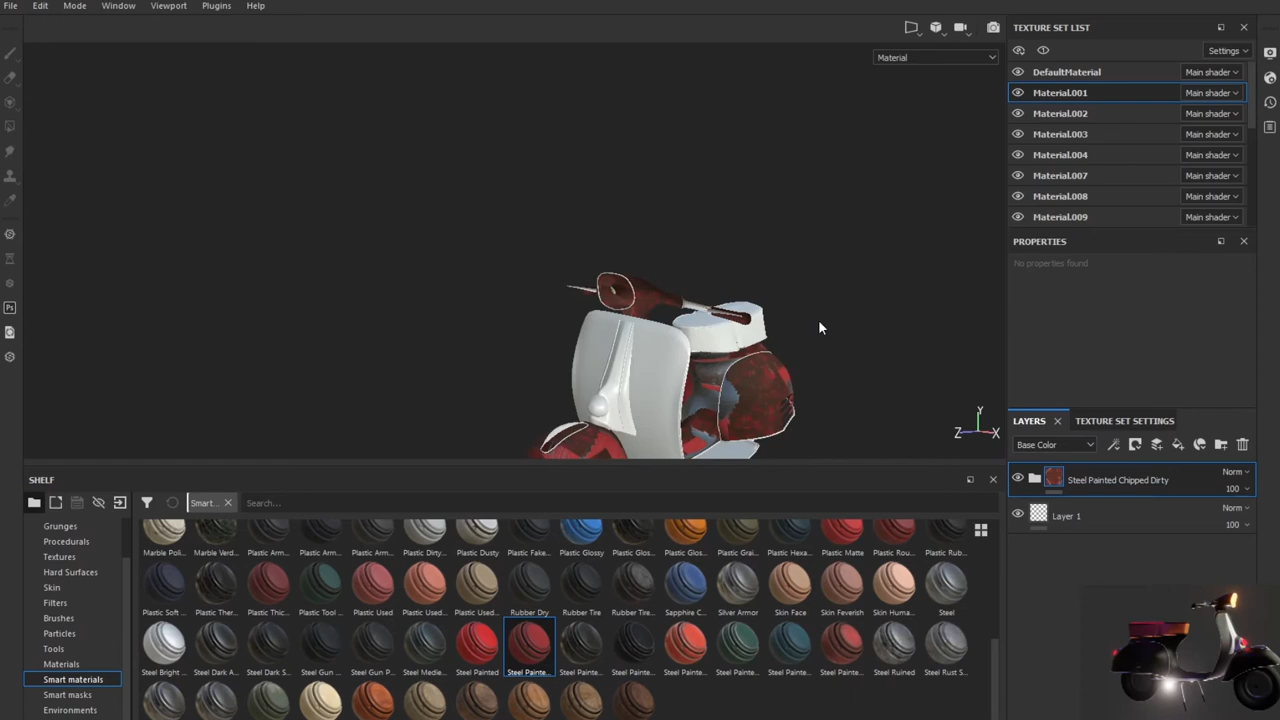 File Edit Mode Window Viewport Plugins Help
Material
TEXTURE SET LIST
Settings
DefaultMaterial Main shader
Material.001 Main shader
Material.002 Main shader
Material.003 Main shader
Material.004 Main shader
Material.007 Main shader
Material.008 Main shader
Material.009 Main shader
PROPERTIES
No properties found
Y
Z X
LAYERS TEXTURE SET SETTINGS
Base Color
Steel Painted Chipped Dirty Norm
100
Layer 1 Norm
100
Ps
SHELF
Smart... Search...
Grunges
Procedurals
Textures
Hard Surfaces
Skin
Filters
Brushes
Particles
Tools
Materials
Smart materials
Smart masks
Environments
Marble Poli... Marble Verd... Plastic Arm... Plastic Arm... Plastic Arm... Plastic Dirty... Plastic Dusty Plastic Fake... Plastic Glossy Plastic Glos... Plastic Glos... Plastic Grai... Plastic Hexa... Plastic Matte Plastic Rou... Plastic Rub...
Plastic Soft ... Plastic Ther... Plastic Thic... Plastic Tool ... Plastic Used Plastic Used... Plastic Used... Rubber Dry Rubber Tire Rubber Tire... Sapphire C... Silver Armor Skin Face Skin Feverish Skin Huma... Steel
Steel Bright ... Steel Dark A... Steel Dark S... Steel Gun ... Steel Gun P... Steel Medie... Steel Painted Steel Painte... Steel Painte... Steel Painte... Steel Painte... Steel Painte... Steel Painte... Steel Painte... Steel Ruined Steel Rust S...